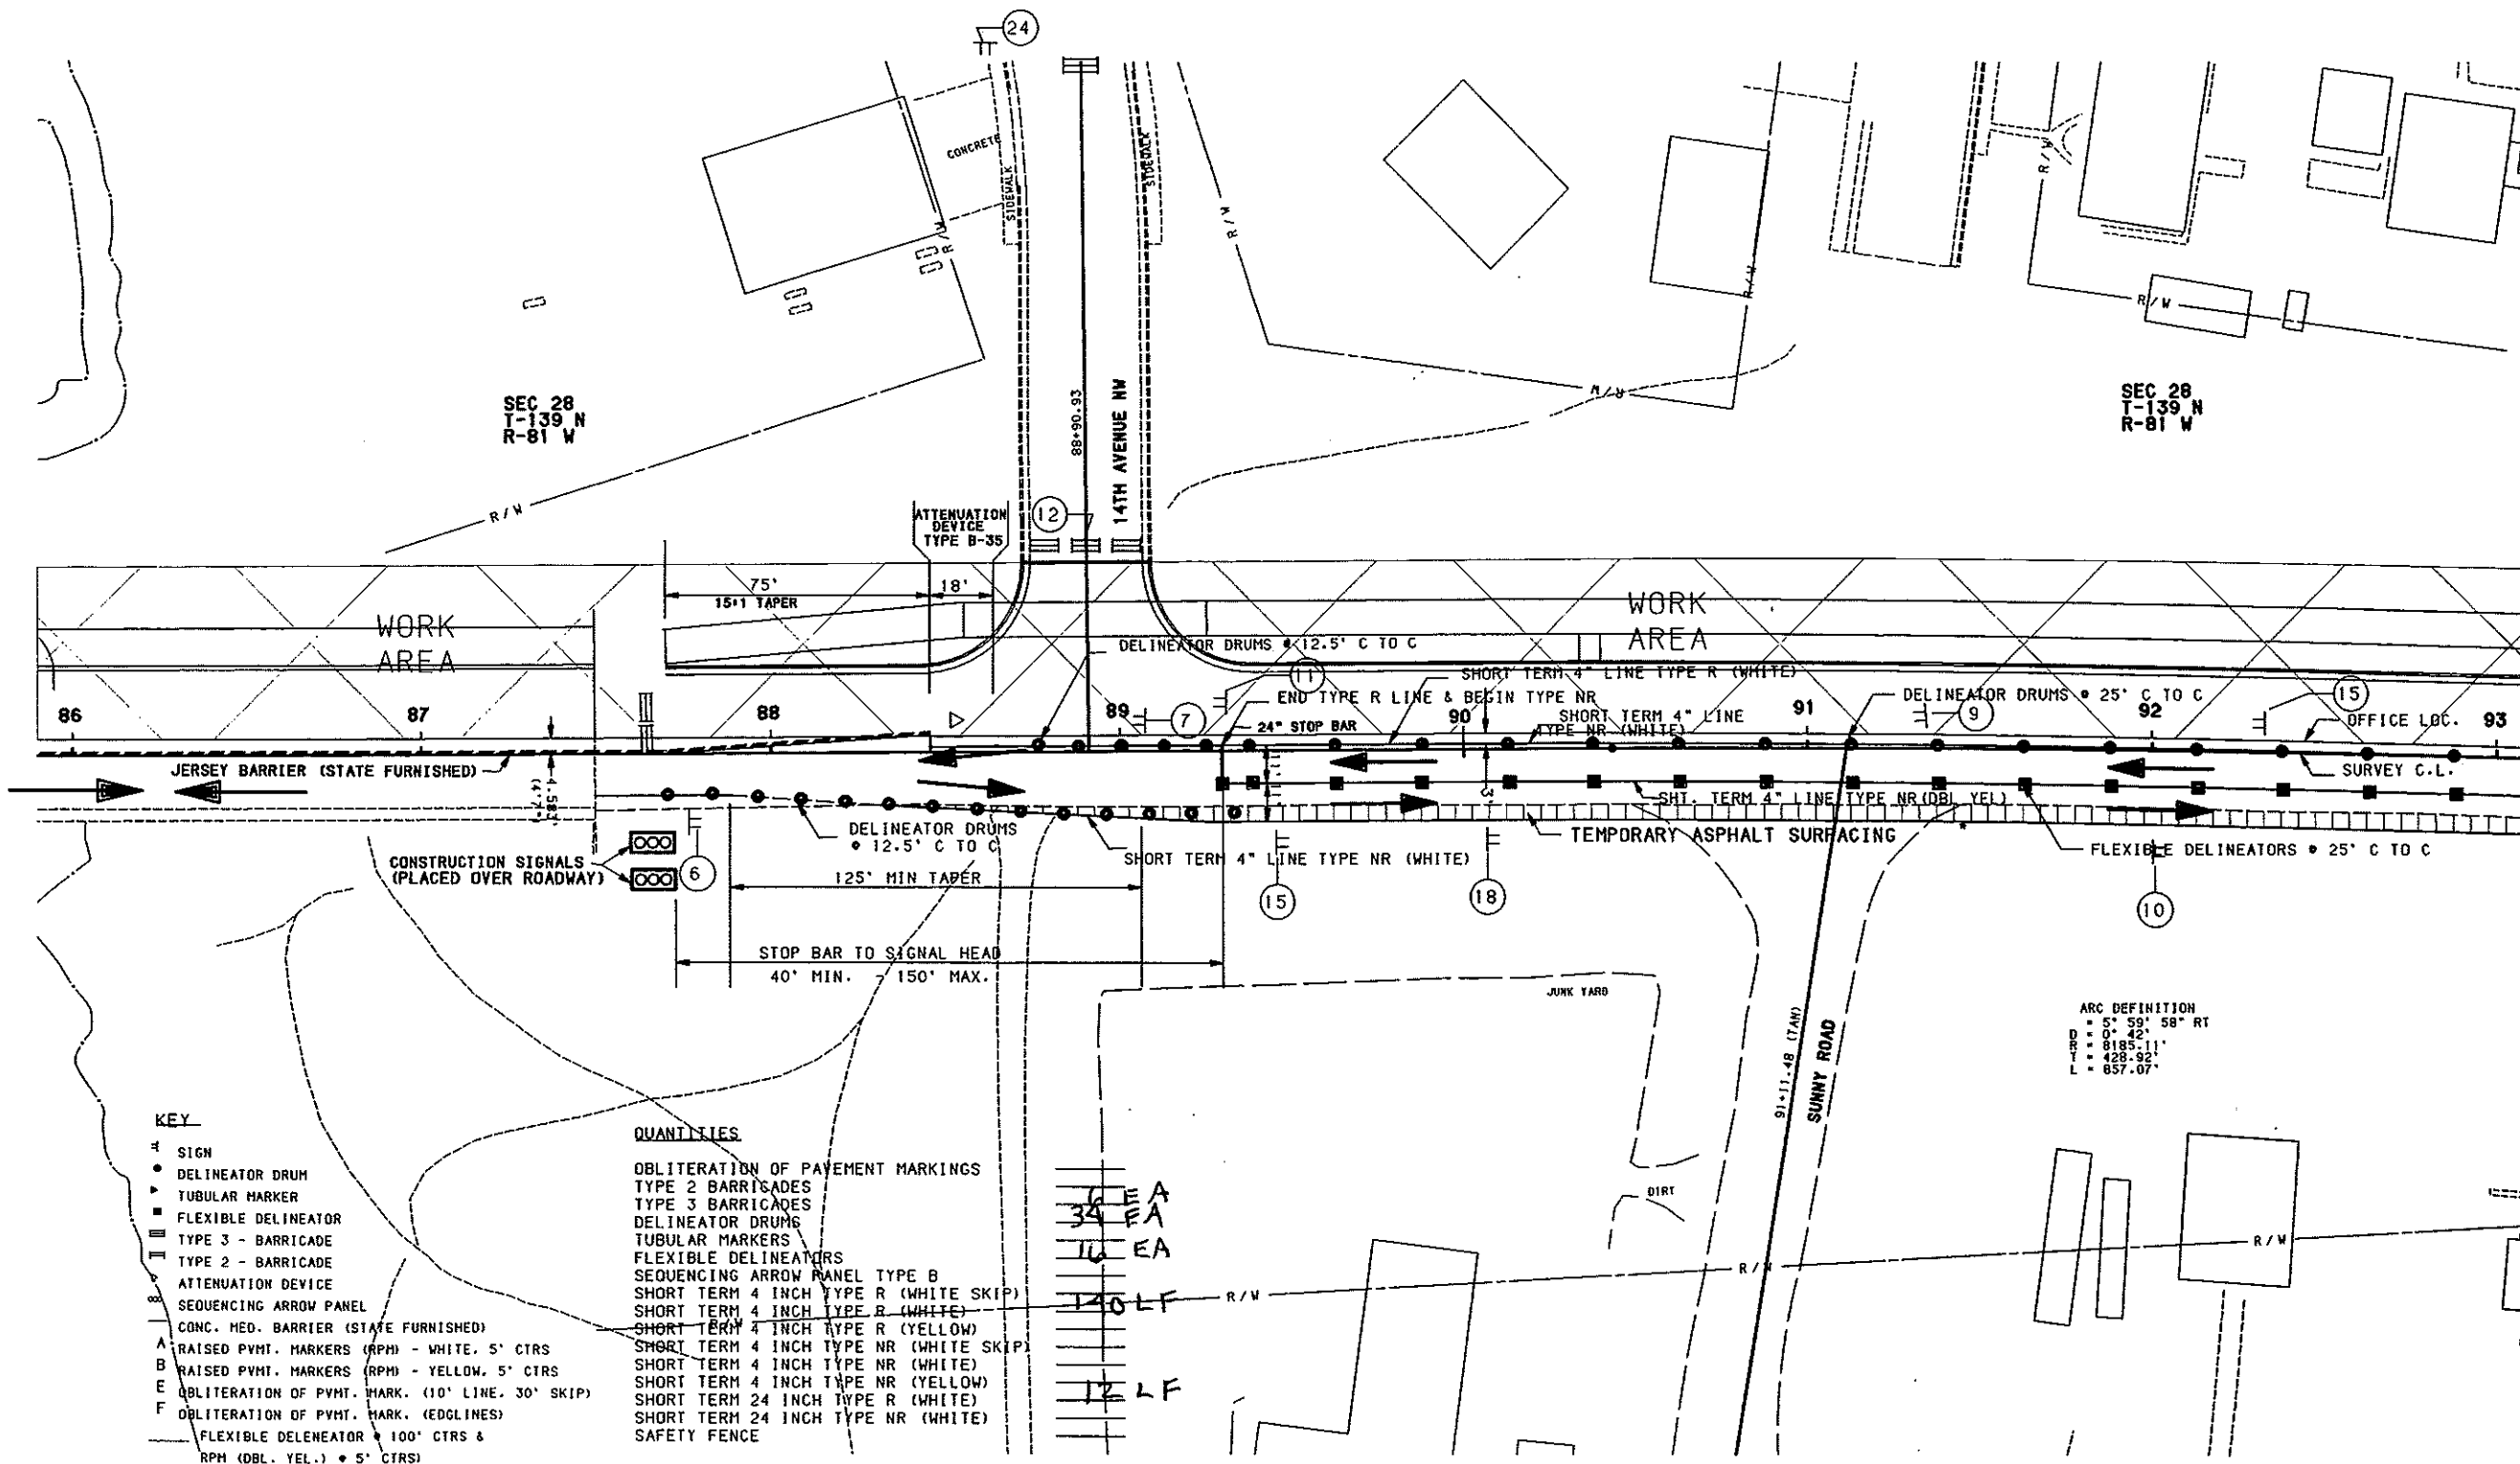 24
CONCRETE
SIDEWALK
SIDEWALK
R/W
R/W
R/W
R/W
R/W
R/W
R/W
SEC 28
T-139 N
R-81 W
SEC 28
T-139 N
R-81 W
88+90.93
14TH AVENUE NW
R/W
ATTENUATION
DEVICE
TYPE B-35
12
75'
15:1 TAPER
18'
WORK
AREA
WORK
AREA
DELINEATOR DRUMS @ 12.5' C TO C
SHORT TERM 4" LINE TYPE R (WHITE)
11
END TYPE R LINE & BEGIN TYPE NR
DELINEATOR DRUMS @ 25' C TO C
15
86
87
88
89
7
90
SHORT TERM 4" LINE
TYPE NR (WHITE)
91
9
92
OFFICE LOC.
93
24" STOP BAR
JERSEY BARRIER (STATE FURNISHED)
SURVEY C.L.
SHT. TERM 4" LINE TYPE NR (DBL YEL)
DELINEATOR DRUMS
@ 12.5' C TO C
TEMPORARY ASPHALT SURFACING
FLEXIBLE DELINEATORS @ 25' C TO C
SHORT TERM 4" LINE TYPE NR (WHITE)
CONSTRUCTION SIGNALS
(PLACED OVER ROADWAY)
6
125' MIN TAPER
15
18
10
STOP BAR TO SIGNAL HEAD
40' MIN. - 150' MAX.
JUNK YARD
91+11.48 (TAN)
SUNNY ROAD
ARC DEFINITION
= 5° 59' 58" RT
D = 0° 42'
R = 8185.11'
T = 428.92'
L = 857.07'
DIRT
R/W
R/W
R/W
R/W
KEY
SIGN
DELINEATOR DRUM
TUBULAR MARKER
FLEXIBLE DELINEATOR
TYPE 3 - BARRICADE
TYPE 2 - BARRICADE
ATTENUATION DEVICE
SEQUENCING ARROW PANEL
CONC. MED. BARRIER (STATE FURNISHED)
A RAISED PVMT. MARKERS (RPM) - WHITE, 5' CTRS
B RAISED PVMT. MARKERS (RPM) - YELLOW, 5' CTRS
E OBLITERATION OF PVMT. MARK. (10' LINE, 30' SKIP)
F OBLITERATION OF PVMT. MARK. (EDGLINES)
FLEXIBLE DELENEATOR @ 100' CTRS &
RPM (DBL. YEL.) @ 5' CTRS)
QUANTITIES
OBLITERATION OF PAVEMENT MARKINGS
TYPE 2 BARRICADES
TYPE 3 BARRICADES 6 EA
DELINEATOR DRUMS 34 EA
TUBULAR MARKERS
FLEXIBLE DELINEATORS 16 EA
SEQUENCING ARROW PANEL TYPE B
SHORT TERM 4 INCH TYPE R (WHITE SKIP)
SHORT TERM 4 INCH TYPE R (WHITE) 140 LF
SHORT TERM 4 INCH TYPE R (YELLOW)
SHORT TERM 4 INCH TYPE NR (WHITE SKIP)
SHORT TERM 4 INCH TYPE NR (WHITE)
SHORT TERM 4 INCH TYPE NR (YELLOW)
SHORT TERM 24 INCH TYPE R (WHITE) 12 LF
SHORT TERM 24 INCH TYPE NR (WHITE)
SAFETY FENCE